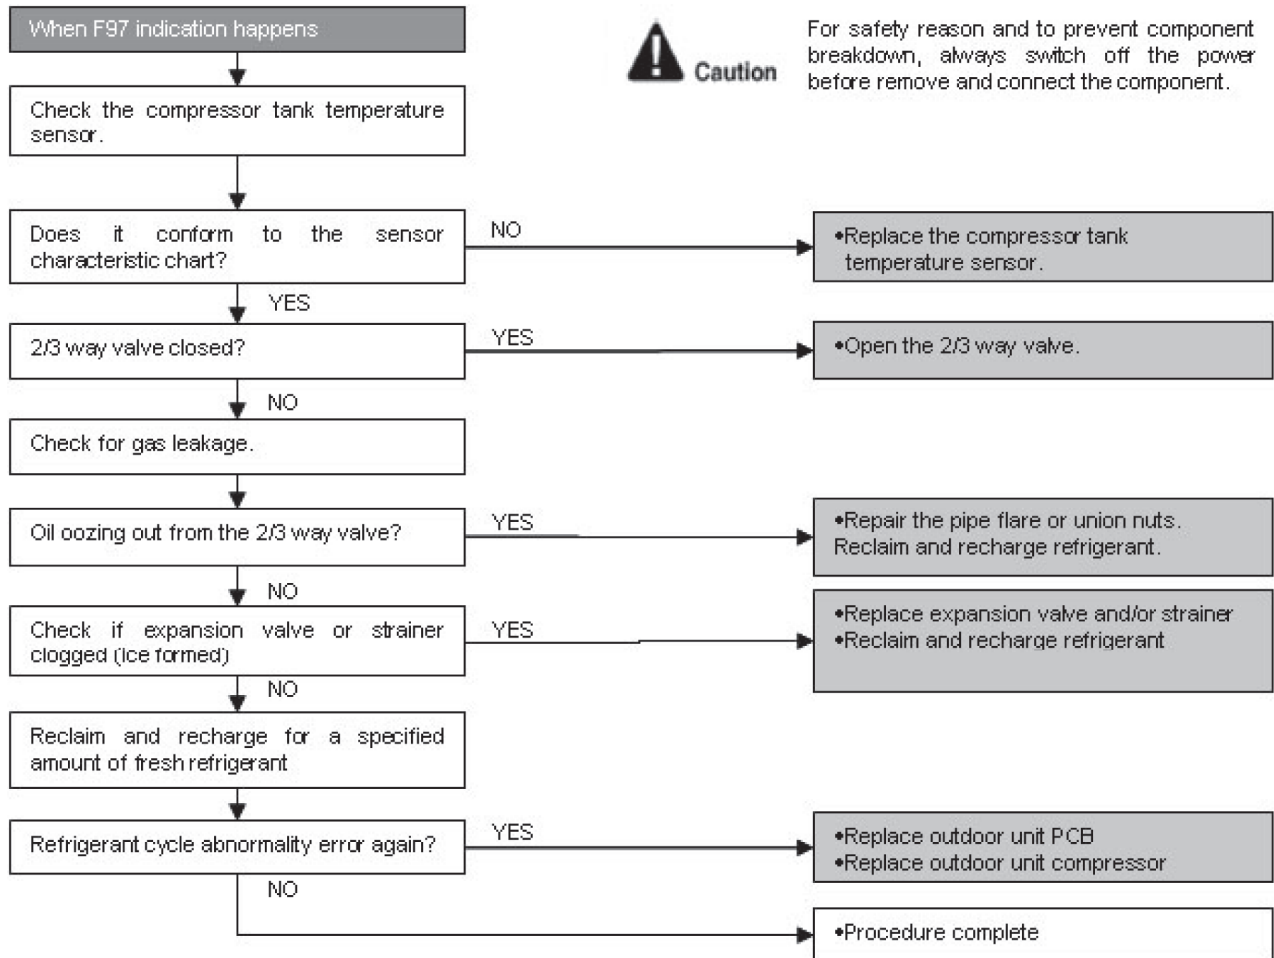 When F97 indication happens
Caution
For safety reason and to prevent component
breakdown, always switch off the power
before remove and connect the component.
Check the compressor tank temperature
sensor.
Does it conform to the sensor
characteristic chart?
NO
•Replace the compressor tank
temperature sensor.
YES
2/3 way valve closed?
YES
•Open the 2/3 way valve.
NO
Check for gas leakage.
Oil oozing out from the 2/3 way valve?
YES
•Repair the pipe flare or union nuts.
Reclaim and recharge refrigerant.
NO
Check if expansion valve or strainer
clogged (Ice formed)
YES
•Replace expansion valve and/or strainer
•Reclaim and recharge refrigerant
NO
Reclaim and recharge for a specified
amount of fresh refrigerant
Refrigerant cycle abnormality error again?
YES
•Replace outdoor unit PCB
•Replace outdoor unit compressor
NO
•Procedure complete